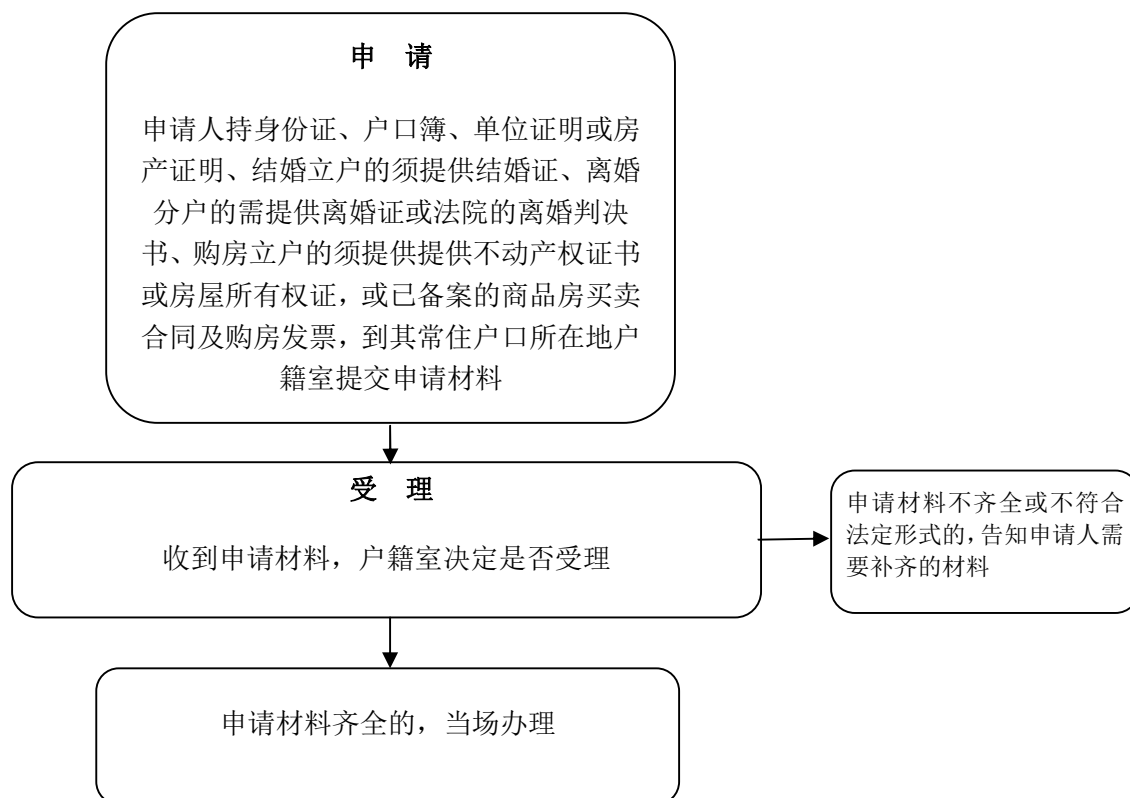 申 请
申请人持身份证、户口簿、单位证明或房
产证明、结婚立户的须提供结婚证、离婚
分户的需提供离婚证或法院的离婚判决
书、购房立户的须提供提供不动产权证书
或房屋所有权证，或已备案的商品房买卖
合同及购房发票，到其常住户口所在地户
籍室提交申请材料
受 理
收到申请材料，户籍室决定是否受理
申请材料不齐全或不符合
法定形式的，告知申请人需
要补齐的材料
申请材料齐全的，当场办理